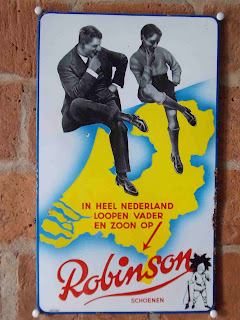 IN HEEL NEDERLAND
LOOPEN VADER
EN ZOON OP
Robinson
SCHOENEN